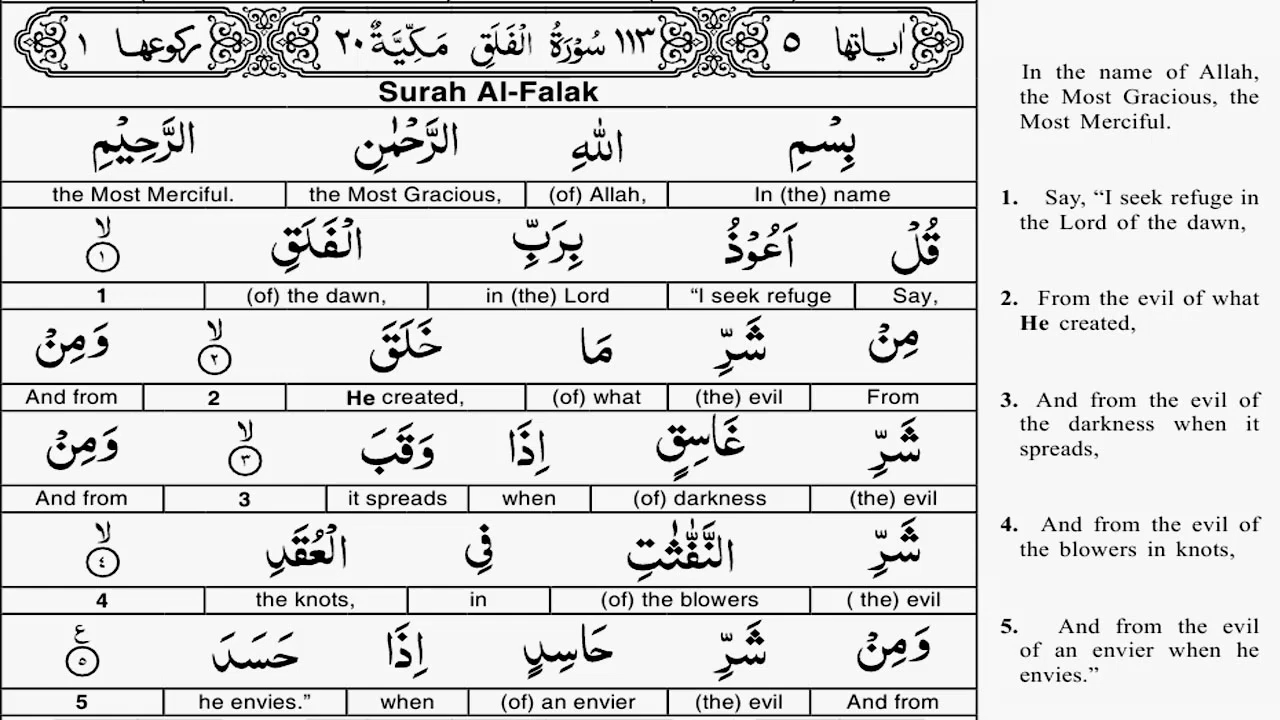 اٰیاتها ٥ ١١٣ سُوْرَةُ الْفَلَقِ مَكِّيَّةٌ ٢٠ ركوعها ١
Surah Al-Falak
بِسْمِ اللّٰهِ الرَّحْمٰنِ الرَّحِيْمِ
In (the) name (of) Allah, the Most Gracious, the Most Merciful.
قُلْ اَعُوْذُ بِرَبِّ الْفَلَقِ ۙ ١
Say, “I seek refuge in (the) Lord (of) the dawn, 1
مِنْ شَرِّ مَا خَلَقَ ۙ ٢ وَمِنْ
From (the) evil (of) what He created, 2 And from
شَرِّ غَاسِقٍ اِذَا وَقَبَ ۙ ٣ وَمِنْ
(the) evil (of) darkness when it spreads 3 And from
شَرِّ النَّفّٰثٰتِ فِي الْعُقَدِ ۙ ٤
( the) evil (of) the blowers in the knots, 4
وَمِنْ شَرِّ حَاسِدٍ اِذَا حَسَدَ ع ٥
And from (the) evil (of) an envier when he envies.” 5
In the name of Allah,
the Most Gracious, the
Most Merciful.
1. Say, “I seek refuge in
the Lord of the dawn,
2. From the evil of what
He created,
3. And from the evil of
the darkness when it
spreads,
4. And from the evil of
the blowers in knots,
5. And from the evil
of an envier when he
envies.”